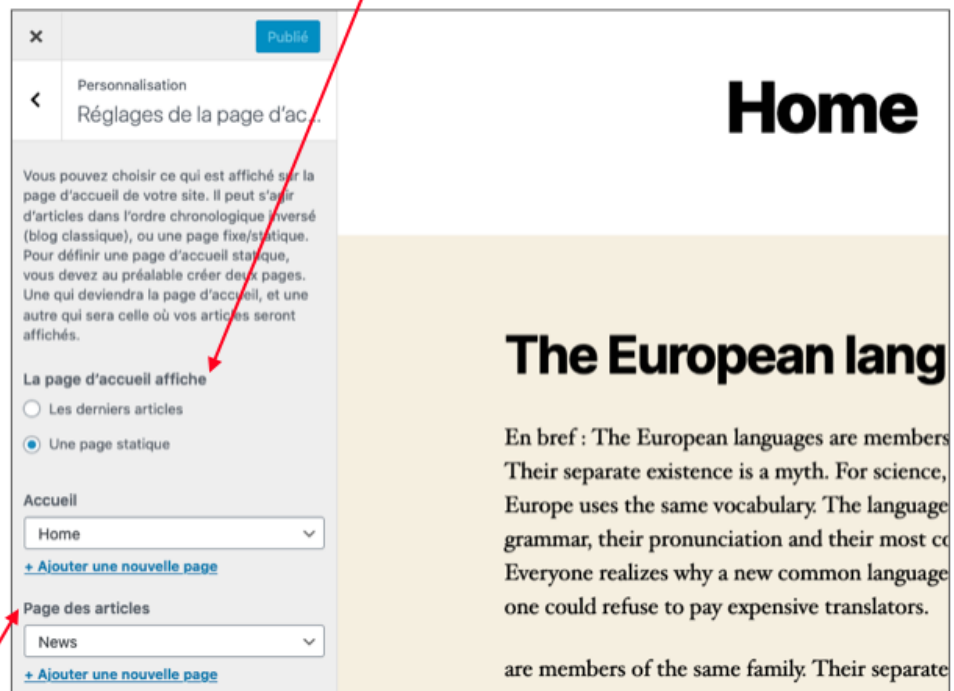 Publié
Personnalisation
Réglages de la page d'ac...
Vous pouvez choisir ce qui est affiché sur la
page d'accueil de votre site. Il peut s'agir
d'articles dans l'ordre chronologique inversé
(blog classique), ou une page fixe/statique.
Pour définir une page d'accueil statique,
vous devez au préalable créer deux pages.
Une qui deviendra la page d'accueil, et une
autre qui sera celle où vos articles seront
affichés.
La page d'accueil affiche
Les derniers articles
Une page statique
Accueil
Home
+ Ajouter une nouvelle page
Page des articles
News
+ Ajouter une nouvelle page
Home
The European lang
En bref : The European languages are members
Their separate existence is a myth. For science,
Europe uses the same vocabulary. The language
grammar, their pronunciation and their most co
Everyone realizes why a new common language
one could refuse to pay expensive translators.
are members of the same family. Their separate